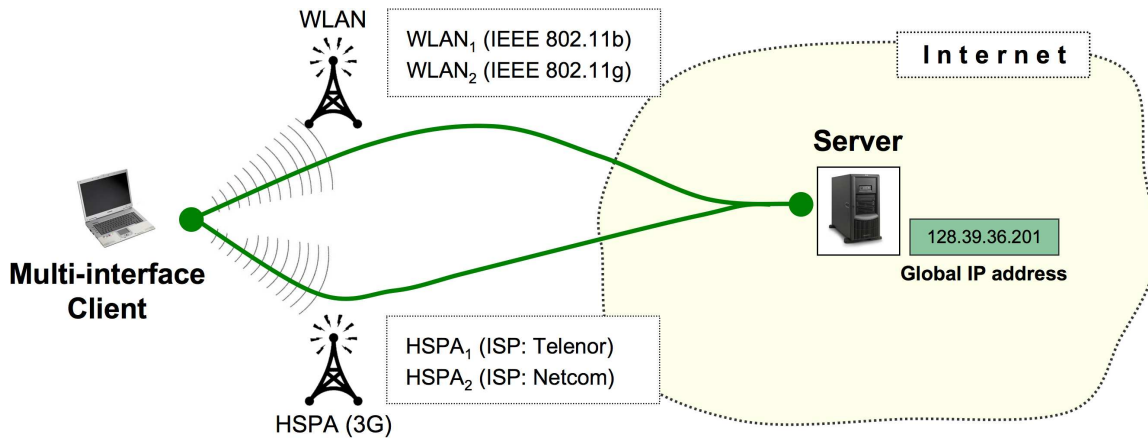 WLAN
WLAN₁ (IEEE 802.11b)
WLAN₂ (IEEE 802.11g)
Internet
Server
128.39.36.201
Global IP address
Multi-interface
Client
HSPA₁ (ISP: Telenor)
HSPA₂ (ISP: Netcom)
HSPA (3G)